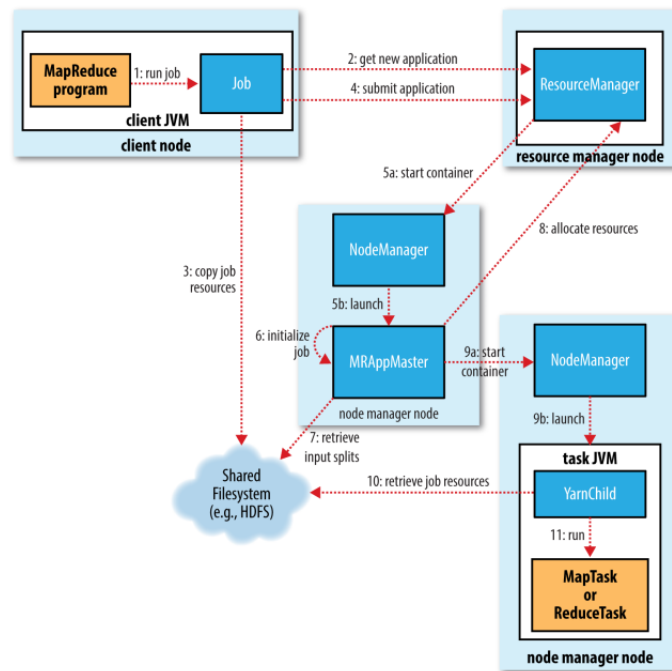 MapReduce
program
1: run job
Job
client JVM
client node
2: get new application
4: submit application
ResourceManager
resource manager node
5a: start container
3: copy job
resources
NodeManager
5b: launch
8: allocate resources
6: initialize
job
MRAppMaster
node manager node
9a: start
container
NodeManager
9b: launch
7: retrieve
input splits
Shared
Filesystem
(e.g., HDFS)
10: retrieve job resources
task JVM
YarnChild
11: run
MapTask
or
ReduceTask
node manager node